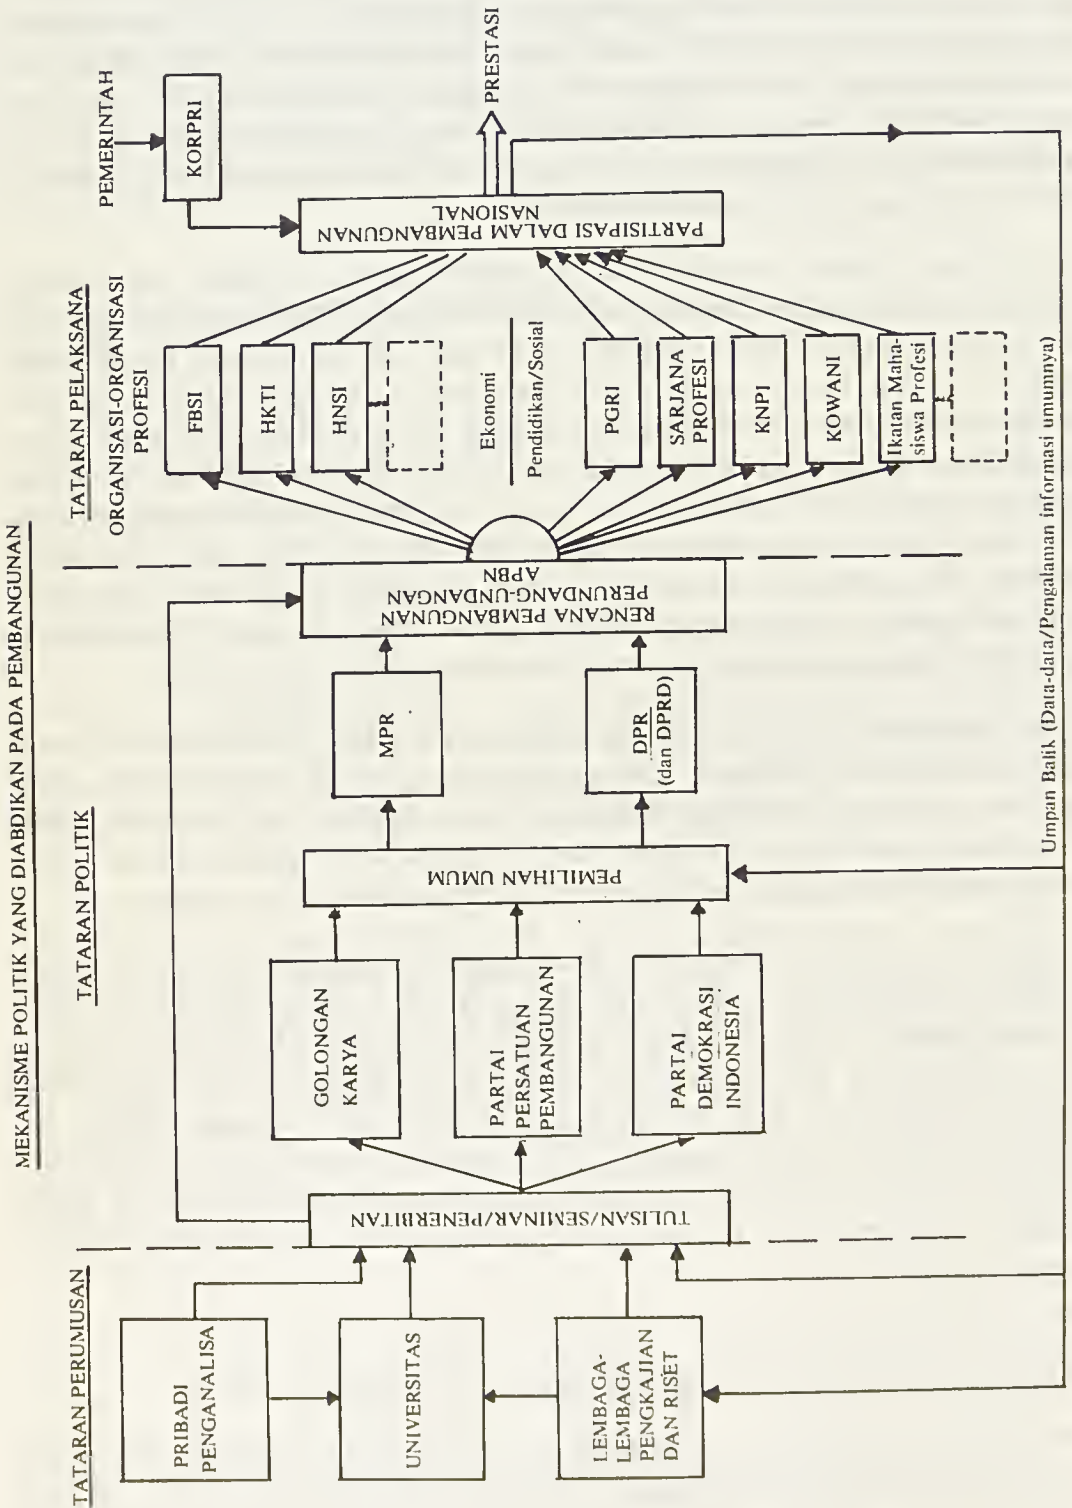 MEKANISME POLITIK YANG DIABDIKAN PADA PEMBANGUNAN
TATARAN PERUMUSAN
PRIBADI
PENGANALISA
UNIVERSITAS
LEMBAGA-
LEMBAGA
PENGKAJIAN
DAN RISET
TULISAN/SEMINAR/PENERBITAN
TATARAN POLITIK
GOLONGAN
KARYA
PARTAI
PERSATUAN
PEMBANGUNAN
PARTAI
DEMOKRASI
INDONESIA
PEMILIHAN UMUM
MPR
DPR
(dan DPRD)
RENCANA PEMBANGUNAN
PERUNDANG-UNDANGAN
APBN
TATARAN PELAKSANA
ORGANISASI-ORGANISASI
PROFESI
FBSI
HKTI
HNSI
Ekonomi
Pendidikan/Sosial
PGRI
SARJANA
PROFESI
KNPI
KOWANI
Ikatan Maha-
siswa Profesi
PEMERINTAH
KORPRI
PARTISIPASI DALAM PEMBANGUNAN
NASIONAL
PRESTASI
Umpan Balik (Data-data/Pengalaman informasi umumnya)